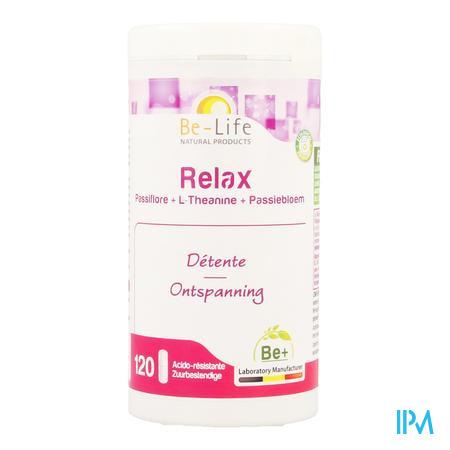 Be-Life
NATURAL PRODUCTS
Relax
Passiflore + L-Theanine + Passiebloem
Détente
Ontspanning
120
Acido-résistante
Zuurbestendige
Be+
Laboratory Manufacturer
IPM